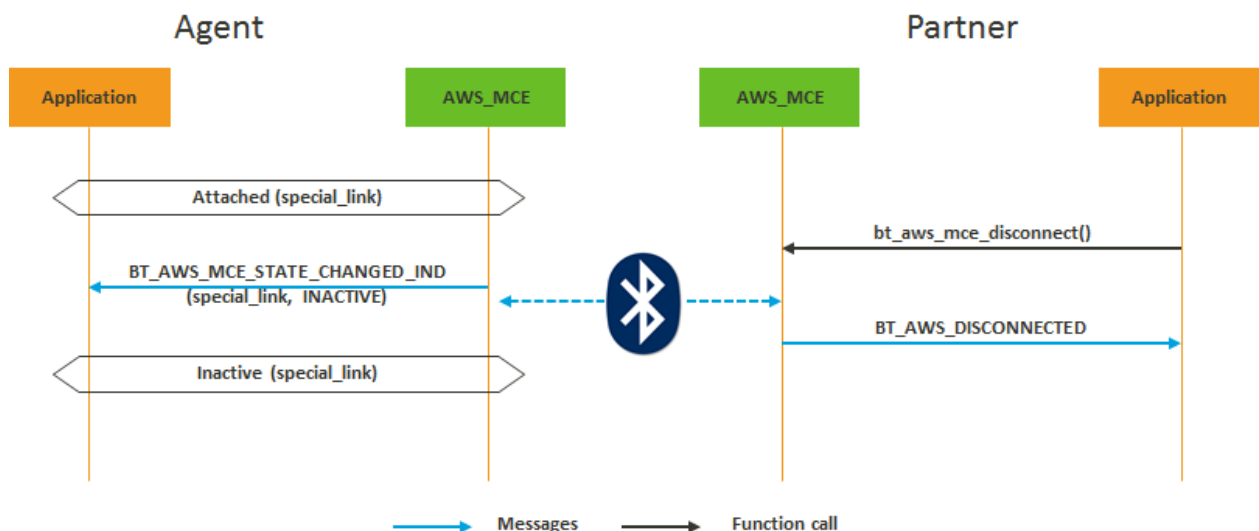 Agent
Partner
Application
AWS_MCE
AWS_MCE
Application
Attached (special_link)
bt_aws_mce_disconnect()
BT_AWS_MCE_STATE_CHANGED_IND
(special_link, INACTIVE)
BT_AWS_DISCONNECTED
Inactive (special_link)
Messages
Function call